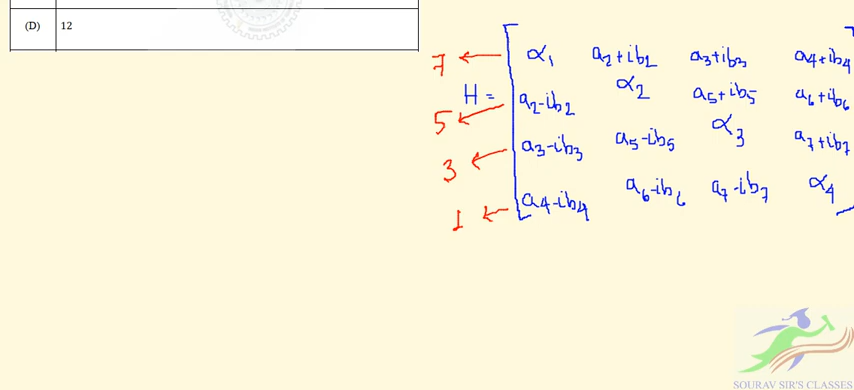 (D) 12
7 ← α₁ a₂+ib₂ a₃+ib₃ a₄+ib₄
H = 
5 ← a₂-ib₂ α₂ a₅+ib₅ a₆+ib₆
3 ← a₃-ib₃ a₅-ib₅ α₃ a₇+ib₇
1 ← a₄-ib₄ a₆-ib₆ a₇-ib₇ α₄
SOURAV SIR'S CLASSES